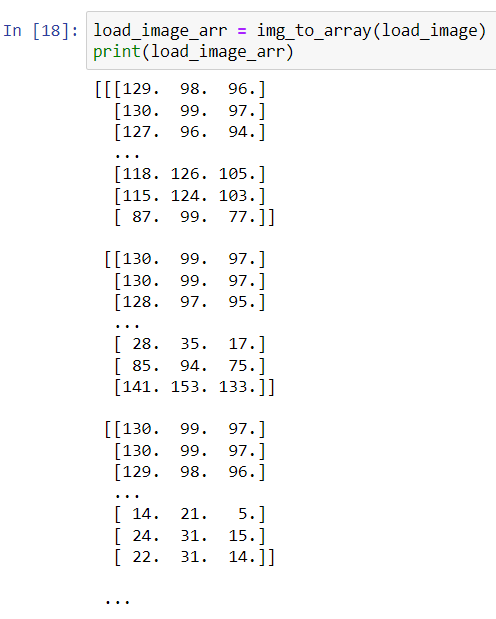 In [18]: load_image_arr = img_to_array(load_image)
print(load_image_arr)
[[[129.  98.  96.]
  [130.  99.  97.]
  [127.  96.  94.]
  ...
  [118. 126. 105.]
  [115. 124. 103.]
  [ 87.  99.  77.]]

 [[130.  99.  97.]
  [130.  99.  97.]
  [128.  97.  95.]
  ...
  [ 28.  35.  17.]
  [ 85.  94.  75.]
  [141. 153. 133.]]

 [[130.  99.  97.]
  [130.  99.  97.]
  [129.  98.  96.]
  ...
  [ 14.  21.   5.]
  [ 24.  31.  15.]
  [ 22.  31.  14.]]

 ...